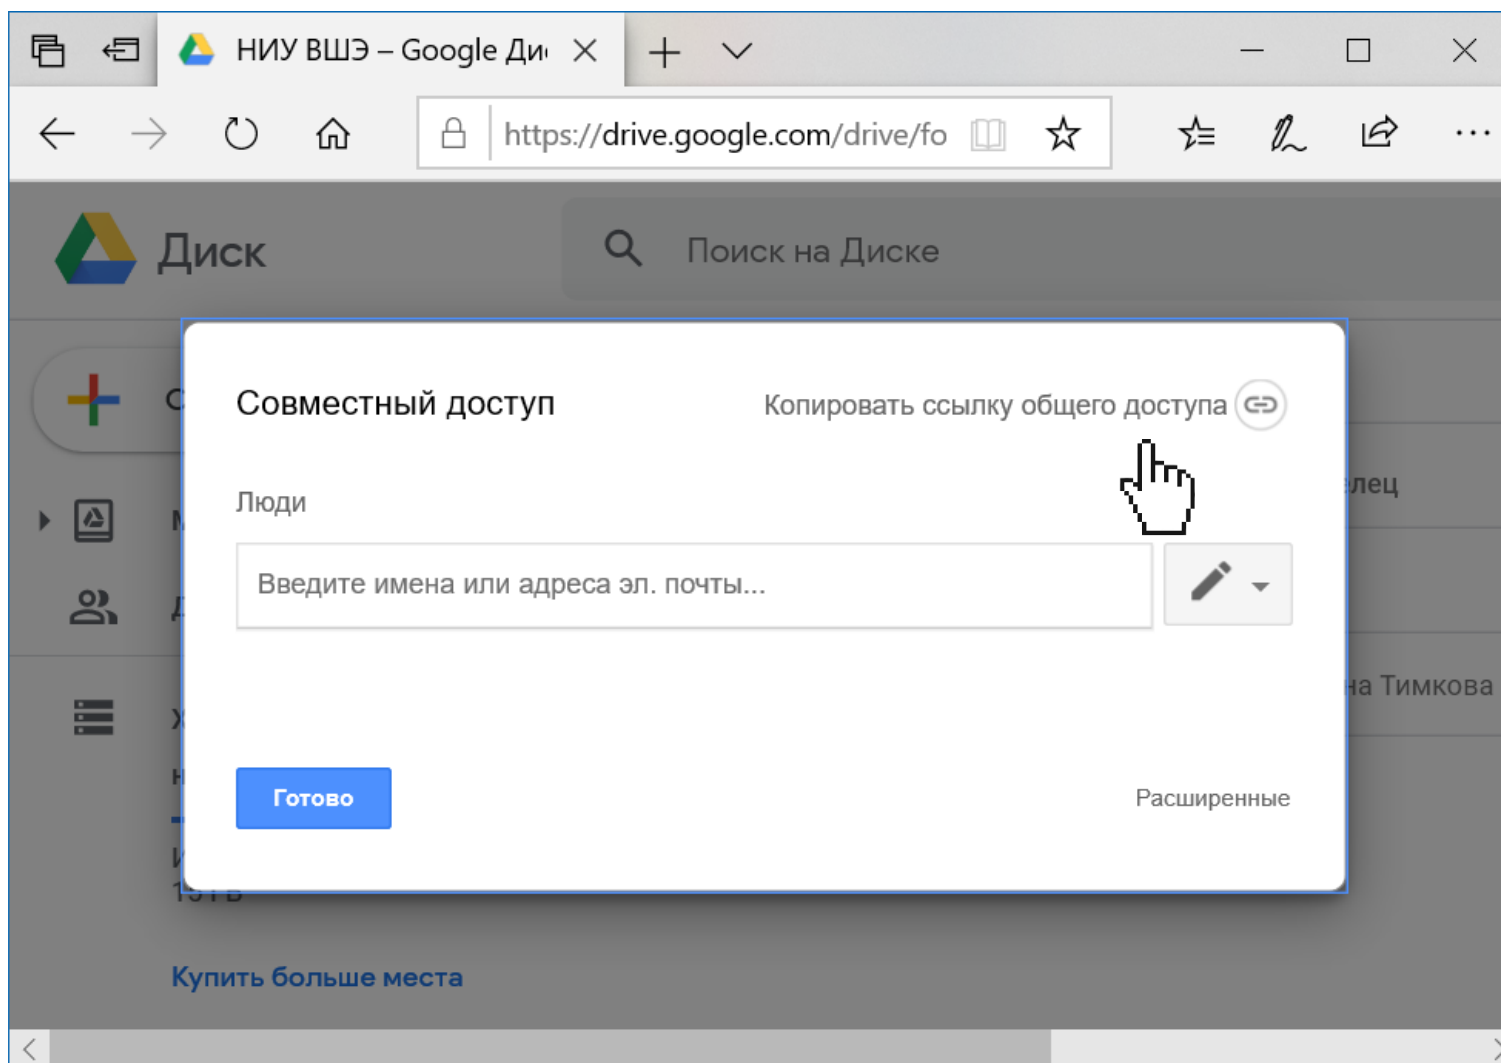 НИУ ВШЭ – Google Ди
https://drive.google.com/drive/fo
Диск
Поиск на Диске
Совместный доступ
Копировать ссылку общего доступа
Люди
Введите имена или адреса эл. почты...
Готово
Расширенные
елец
на Тимкова
Купить больше места